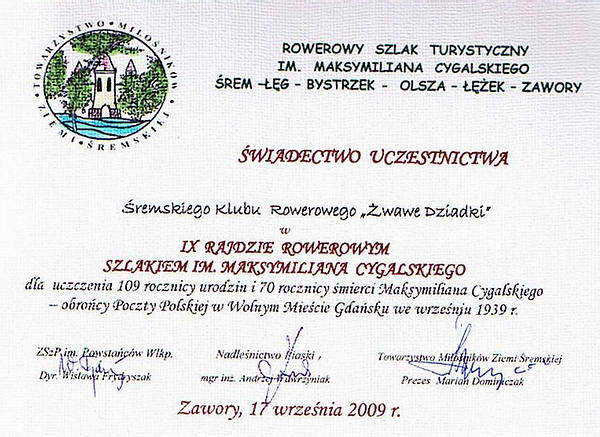 TOWARZYSTWO MIŁOŚNIKÓW
ZIEMI ŚREMSKIEJ
ROWEROWY SZLAK TURYSTYCZNY
IM. MAKSYMILIANA CYGALSKIEGO
ŚREM –ŁĘG - BYSTRZEK - OLSZA - ŁĘŻEK - ZAWORY
ŚWIADECTWO UCZESTNICTWA
Śremskiego Klubu Rowerowego „Żwawe Dziadki”
w
IX RAJDZIE ROWEROWYM
SZLAKIEM IM. MAKSYMILIANA CYGALSKIEGO
dla uczczenia 109 rocznicy urodzin i 70 rocznicy śmierci Maksymiliana Cygalskiego
– obrońcy Poczty Polskiej w Wolnym Mieście Gdańsku we wrześniu 1939 r.
ZSzP im. Powstańców Wlkp. Nadleśnictwo Piaski Towarzystwo Miłośników Ziemi Śremskiej
Dyr. Wisława Frydryszak mgr inż. Andrzej Wawrzyniak Prezes Marian Dominczak
Zawory, 17 września 2009 r.